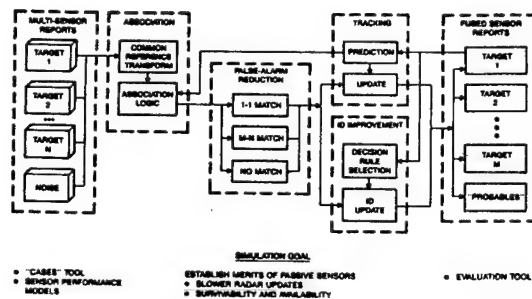 MULTI-SENSOR
REPORTS
TARGET
1
TARGET
2
TARGET
N
NOISE
ASSOCIATION
COMMON
REFERENCE
TRANSFORM
ASSOCIATION
LOGIC
FALSE-ALARM
REDUCTION
1-1 MATCH
M-N MATCH
NO MATCH
TRACKING
PREDICTION
UPDATE
ID IMPROVEMENT
DECISION
RULE
SELECTION
ID
UPDATE
FUSED SENSOR
REPORTS
TARGET
1
TARGET
2
TARGET
M
"PROBABLES"
SIMULATION GOAL
"CASES" TOOL
SENSOR PERFORMANCE
MODELS
ESTABLISH MERITS OF PASSIVE SENSORS
SLOWER RADAR UPDATES
SURVIVABILITY AND AVAILABILITY
EVALUATION TOOL